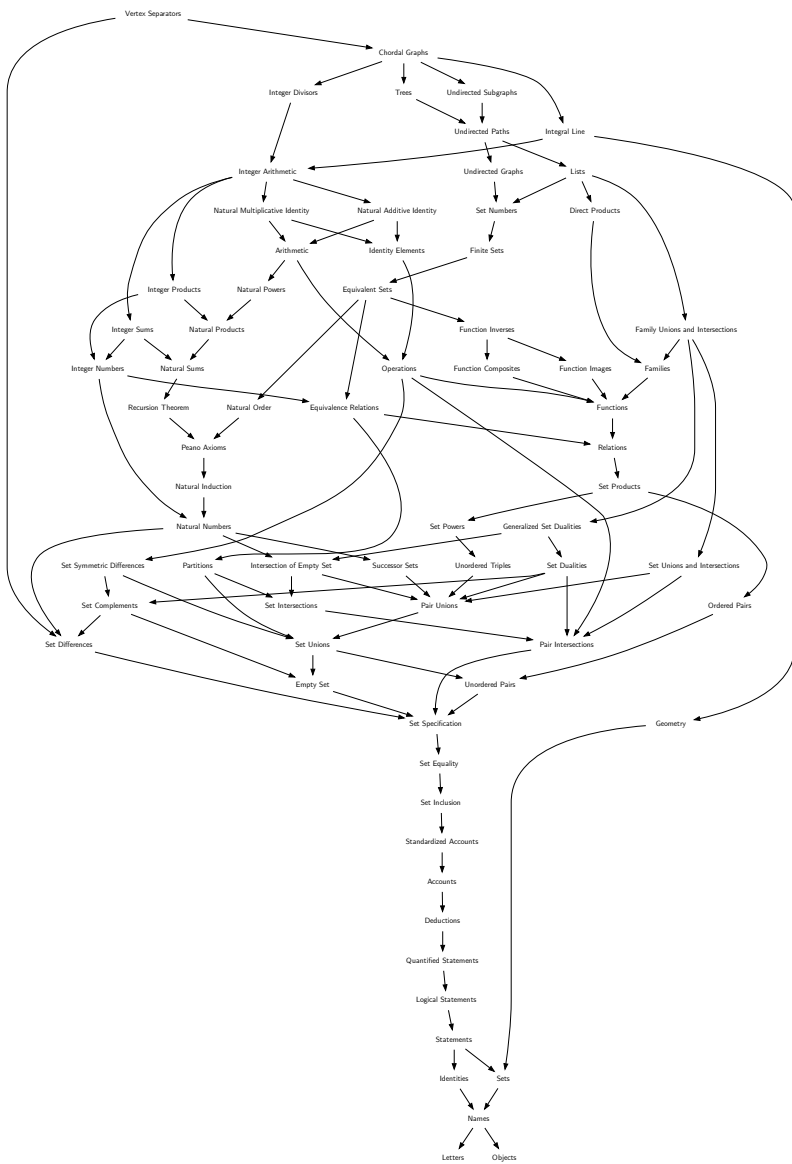 Vertex Separators
Chordal Graphs
Integer Divisors
Trees
Undirected Subgraphs
Undirected Paths
Integral Line
Integer Arithmetic
Undirected Graphs
Lists
Natural Multiplicative Identity
Natural Additive Identity
Set Numbers
Direct Products
Arithmetic
Identity Elements
Finite Sets
Integer Products
Natural Powers
Equivalent Sets
Integer Sums
Natural Products
Function Inverses
Family Unions and Intersections
Integer Numbers
Natural Sums
Operations
Function Composites
Function Images
Families
Recursion Theorem
Natural Order
Equivalence Relations
Functions
Peano Axioms
Relations
Natural Induction
Set Products
Natural Numbers
Set Powers
Generalized Set Dualities
Set Symmetric Differences
Partitions
Intersection of Empty Set
Successor Sets
Unordered Triples
Set Dualities
Set Unions and Intersections
Set Complements
Set Intersections
Pair Unions
Ordered Pairs
Set Differences
Set Unions
Pair Intersections
Empty Set
Unordered Pairs
Set Specification
Geometry
Set Equality
Set Inclusion
Standardized Accounts
Accounts
Deductions
Quantified Statements
Logical Statements
Statements
Identities
Sets
Names
Letters
Objects